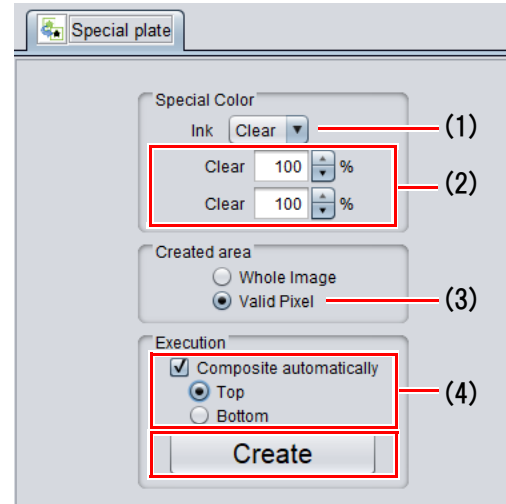 Special plate
Special Color
Ink Clear (1)
Clear 100 % (2)
Clear 100 %
Created area
Whole Image
Valid Pixel (3)
Execution
Composite automatically
Top (4)
Bottom
Create